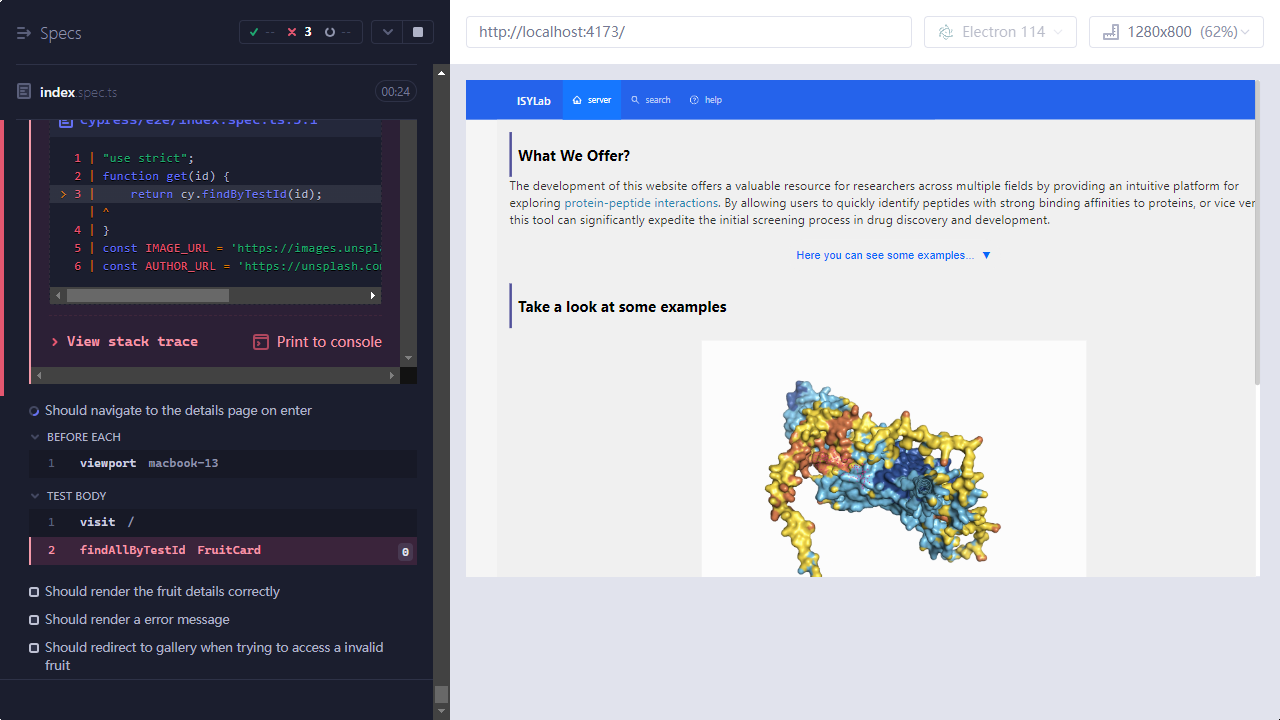 Specs
-- 3 --
index.spec.ts 00:24
cypress/e2e/index.spec.ts:3:1
1 | "use strict";
2 | function get(id) {
> 3 |     return cy.findByTestId(id);
| ^
4 | }
5 | const IMAGE_URL = 'https://images.unspl
6 | const AUTHOR_URL = 'https://unsplash.co
View stack trace Print to console
Should navigate to the details page on enter
BEFORE EACH
1 viewport macbook-13
TEST BODY
1 visit /
2 findAllByTestId FruitCard 0
Should render the fruit details correctly
Should render a error message
Should redirect to gallery when trying to access a invalid
fruit
http://localhost:4173/ Electron 114 1280x800 (62%)
ISYLab server search help
What We Offer?
The development of this website offers a valuable resource for researchers across multiple fields by providing an intuitive platform for
exploring protein-peptide interactions. By allowing users to quickly identify peptides with strong binding affinities to proteins, or vice ver
this tool can significantly expedite the initial screening process in drug discovery and development.
Here you can see some examples... ▼
Take a look at some examples